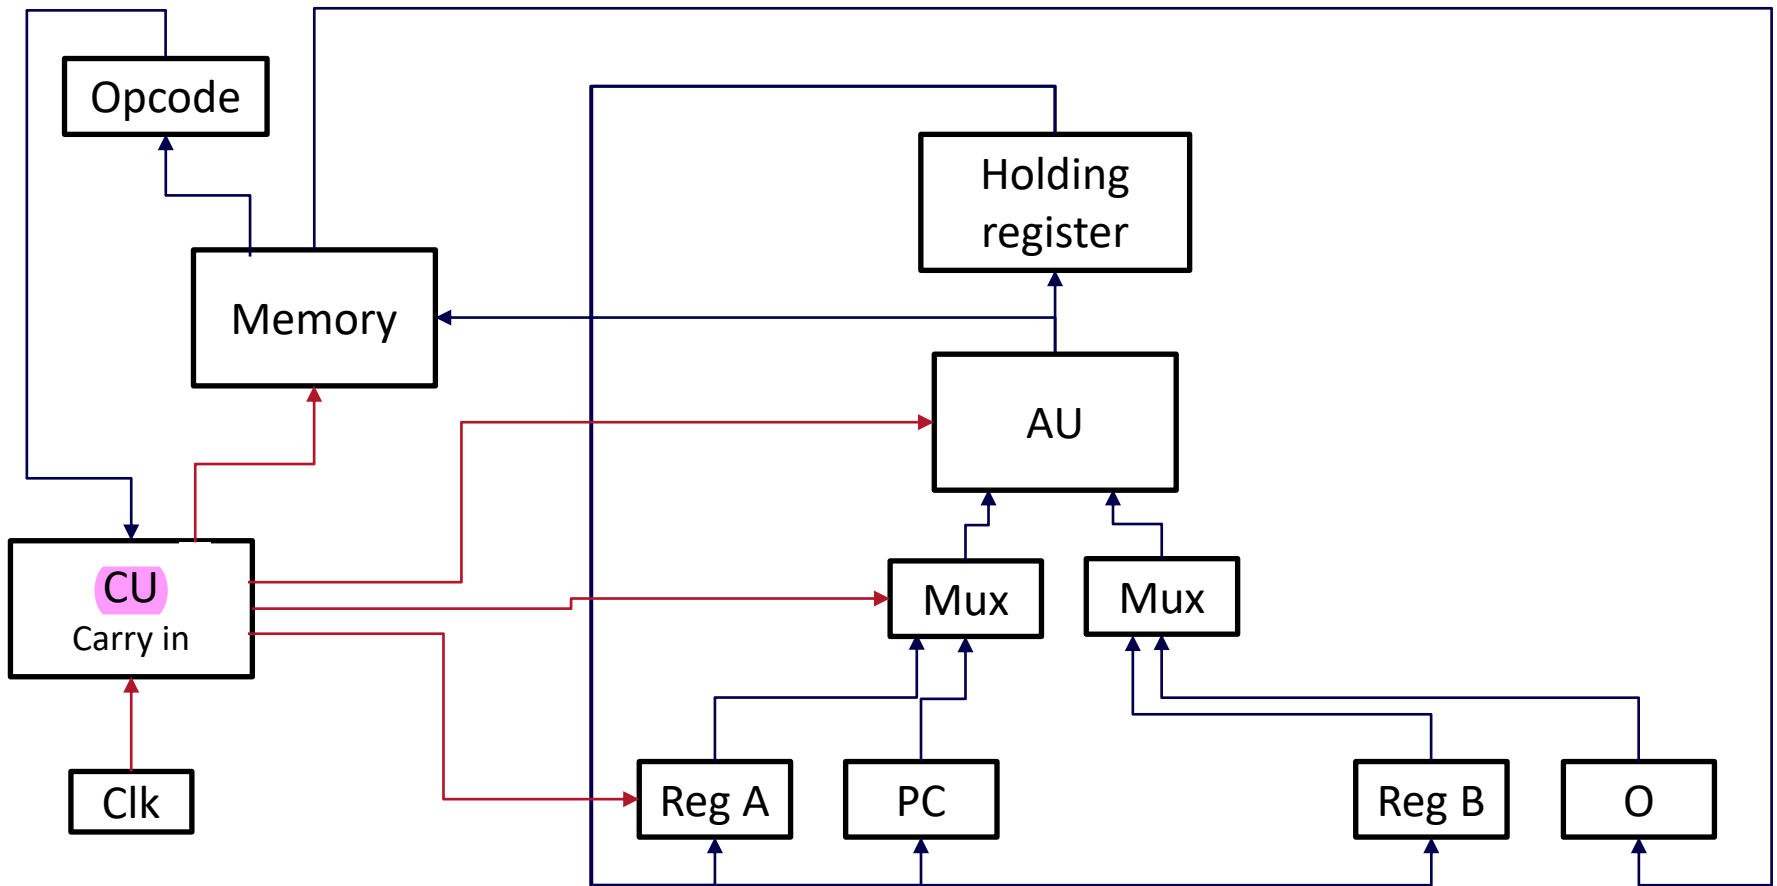 Opcode
Holding
register
Memory
AU
CU
Carry in
Mux
Mux
Clk
Reg A
PC
Reg B
O